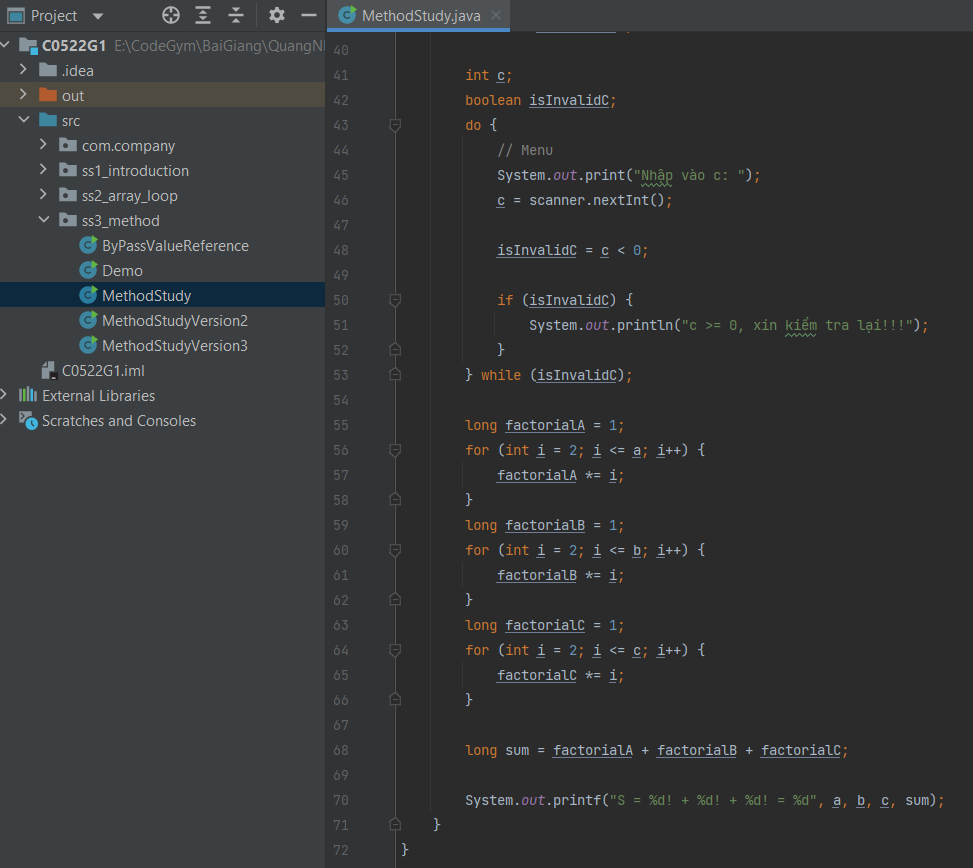 Project
MethodStudy.java
C0522G1 E:\CodeGym\BaiGiang\QuangN
.idea
out
src
com.company
ss1_introduction
ss2_array_loop
ss3_method
ByPassValueReference
Demo
MethodStudy
MethodStudyVersion2
MethodStudyVersion3
C0522G1.iml
External Libraries
Scratches and Consoles
40
41 int c;
42 boolean isInvalidC;
43 do {
44 // Menu
45 System.out.print("Nhập vào c: ");
46 c = scanner.nextInt();
47
48 isInvalidC = c < 0;
49
50 if (isInvalidC) {
51 System.out.println("c >= 0, xin kiểm tra lại!!!");
52 }
53 } while (isInvalidC);
54
55 long factorialA = 1;
56 for (int i = 2; i <= a; i++) {
57 factorialA *= i;
58 }
59 long factorialB = 1;
60 for (int i = 2; i <= b; i++) {
61 factorialB *= i;
62 }
63 long factorialC = 1;
64 for (int i = 2; i <= c; i++) {
65 factorialC *= i;
66 }
67
68 long sum = factorialA + factorialB + factorialC;
69
70 System.out.printf("S = %d! + %d! + %d! = %d", a, b, c, sum);
71 }
72 }